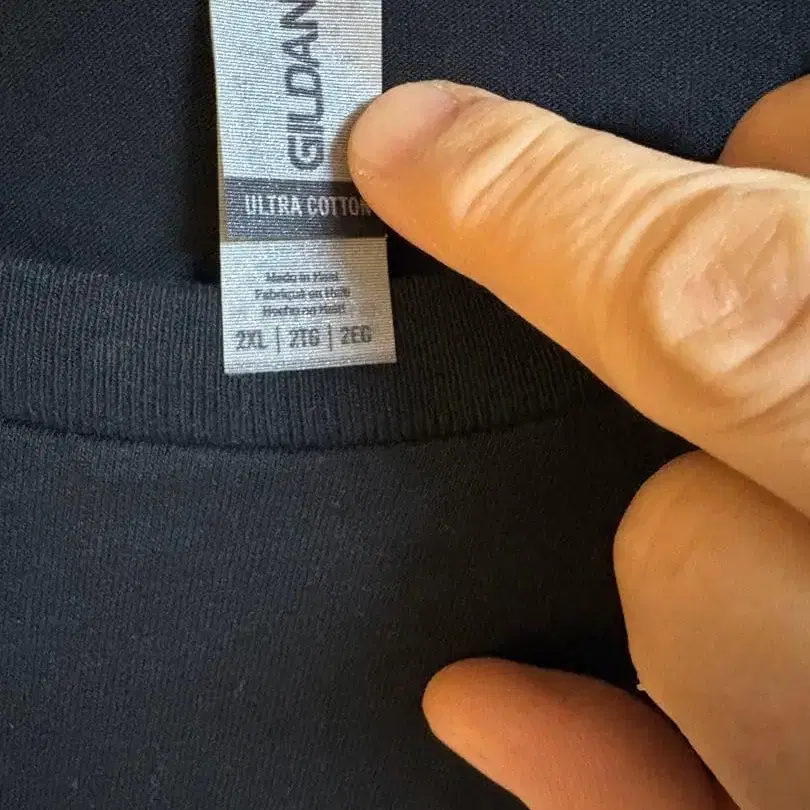 GILDAN
ULTRA COTTON
Made in Haiti
Fabriqué en Haïti
Hecho en Haití
2XL | 2TG | 2EG